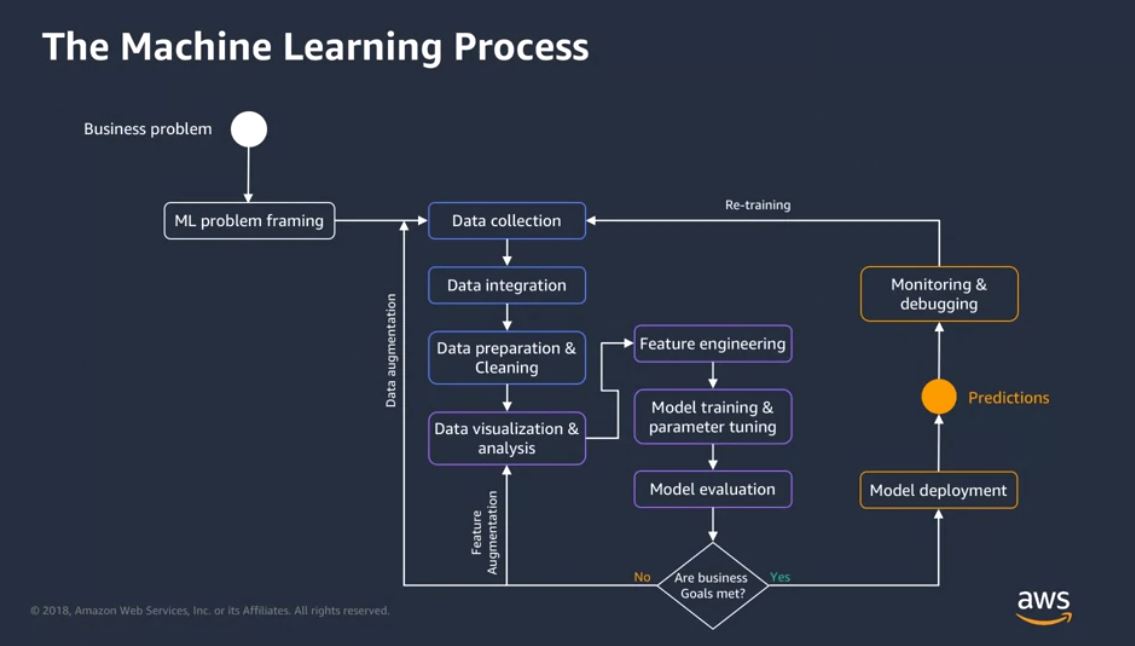 The Machine Learning Process
Business problem
ML problem framing
Data collection
Re-training
Data integration
Monitoring &
debugging
Data augmentation
Data preparation &
Cleaning
Feature engineering
Data visualization &
analysis
Model training &
parameter tuning
Predictions
Feature
Augmentation
Model evaluation
Model deployment
No
Are business
Goals met?
Yes
© 2018, Amazon Web Services, Inc. or its Affiliates. All rights reserved.
aws